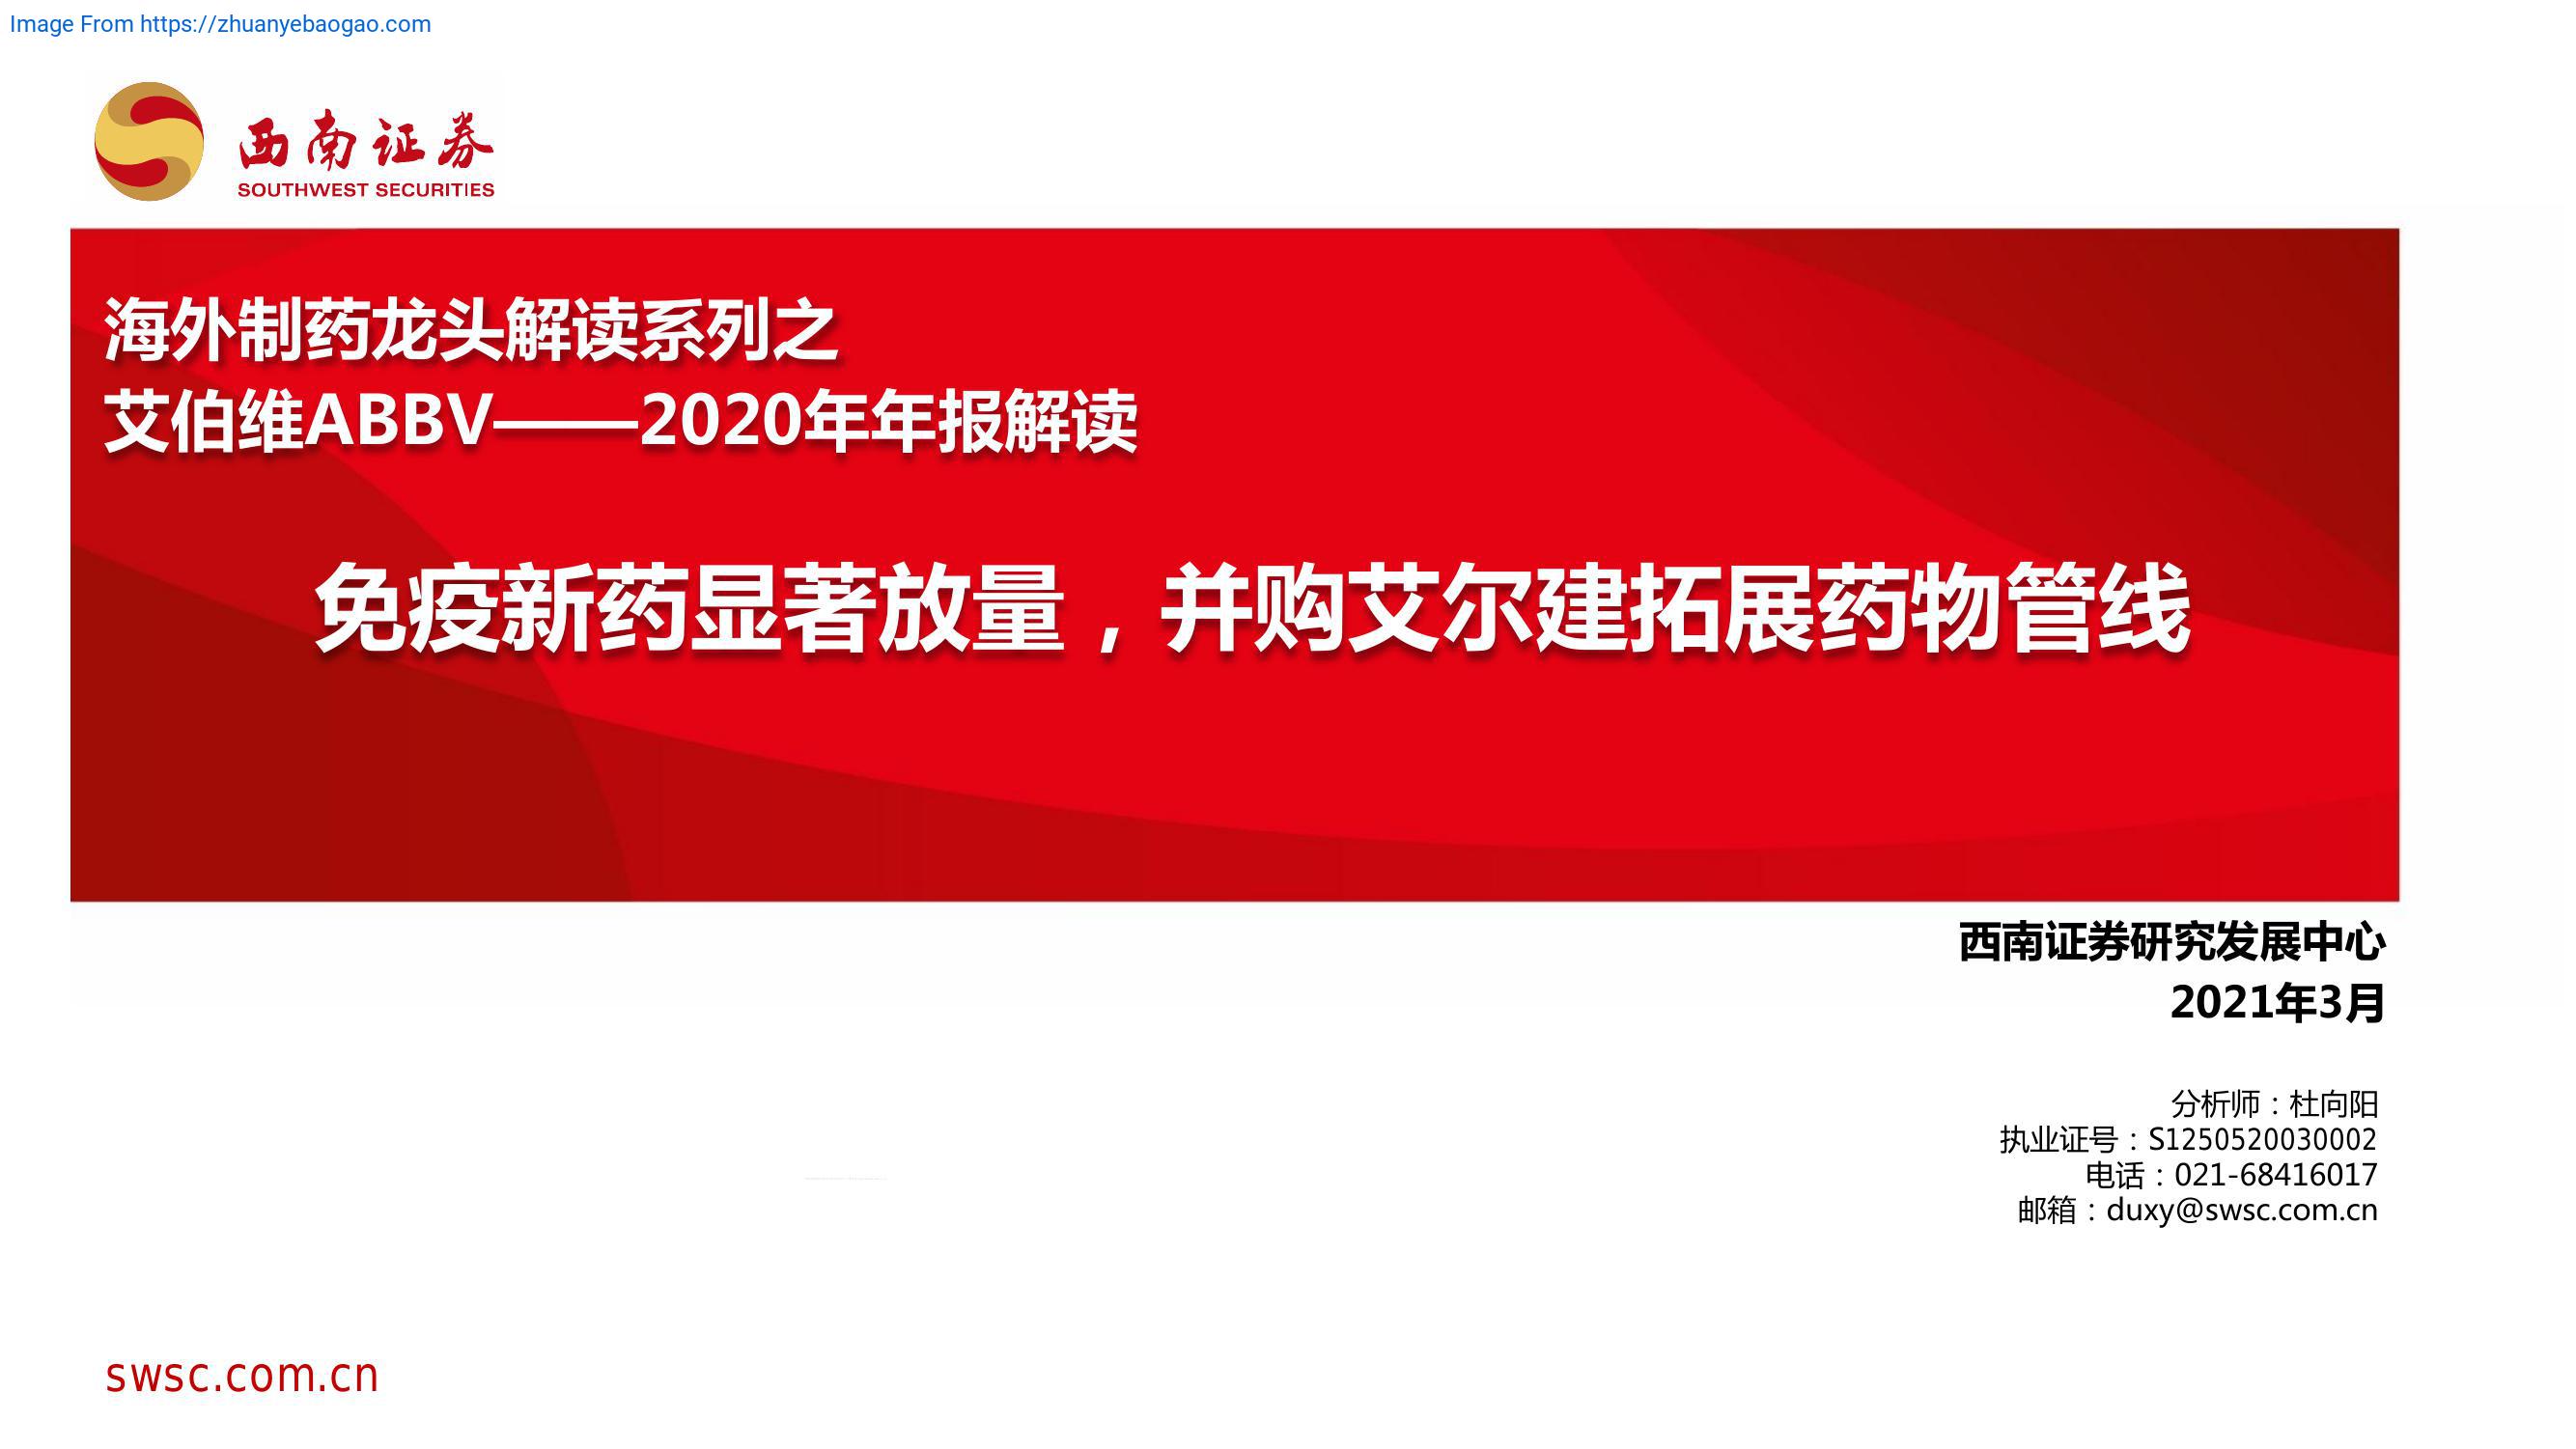 Image From https://zhuanyebaogao.com
西南证券
SOUTHWEST SECURITIES
海外制药龙头解读系列之
艾伯维ABBV——2020年年报解读
免疫新药显著放量，并购艾尔建拓展药物管线
西南证券研究发展中心
2021年3月
分析师：杜向阳
执业证号：S1250520030002
电话：021-68416017
邮箱：duxy@swsc.com.cn
swsc.com.cn